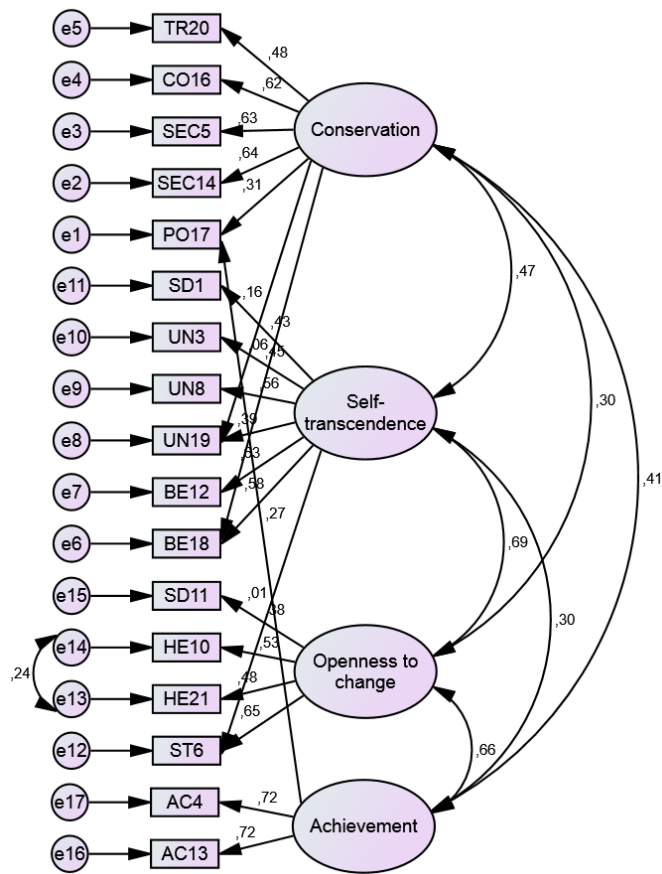 e5
TR20
,48
e4
CO16
,62
e3
SEC5
,63
Conservation
e2
SEC14
,64
e1
PO17
,31
e11
SD1
,16
,43
,47
e10
UN3
,06
,45
e9
UN8
,56
Self-
transcendence
,30
e8
UN19
,39
,41
e7
BE12
,53
,58
e6
BE18
,27
,69
e15
SD11
,01
,38
,30
e14
HE10
,53
Openness to
change
,24
e13
HE21
,48
e12
ST6
,65
,66
e17
AC4
,72
Achievement
e16
AC13
,72